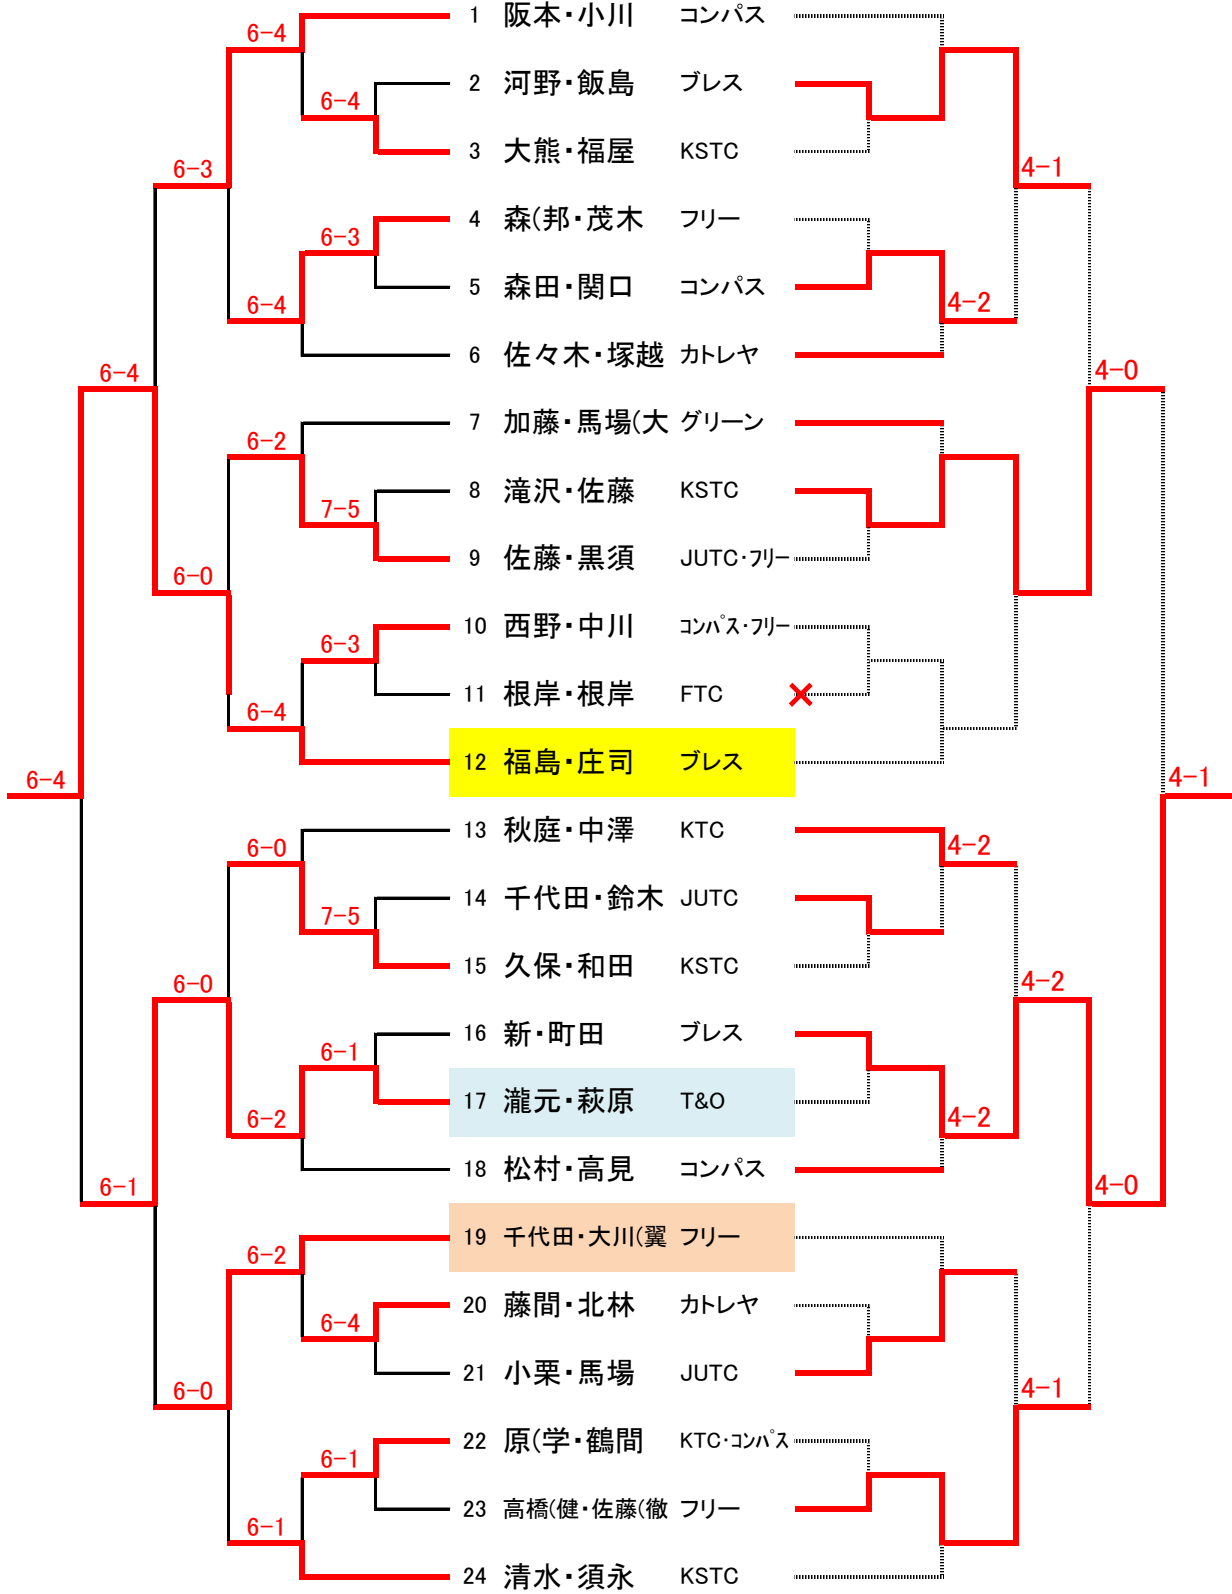 1 阪本・小川 コンパス
6-4
2 河野・飯島 ブレス
6-4
3 大熊・福屋 KSTC
6-3 4-1
4 森(邦・茂木 フリー
6-3
5 森田・関口 コンパス
6-4 4-2
6 佐々木・塚越 カトレヤ
6-4 4-0
7 加藤・馬場(大 グリーン
6-2
8 滝沢・佐藤 KSTC
7-5
9 佐藤・黒須 JUTC・フリー
6-0
10 西野・中川 コンパス・フリー
6-3
11 根岸・根岸 FTC
6-4
12 福島・庄司 ブレス
6-4 4-1
13 秋庭・中澤 KTC
6-0 4-2
14 千代田・鈴木 JUTC
7-5
15 久保・和田 KSTC
6-0 4-2
16 新・町田 ブレス
6-1
17 瀧元・萩原 T&O
6-2 4-2
18 松村・高見 コンパス
6-1 4-0
19 千代田・大川(翼 フリー
6-2
20 藤間・北林 カトレヤ
6-4
21 小栗・馬場 JUTC
6-0 4-1
22 原(学・鶴間 KTC・コンパス
6-1
23 高橋(健・佐藤(徹 フリー
6-1
24 清水・須永 KSTC